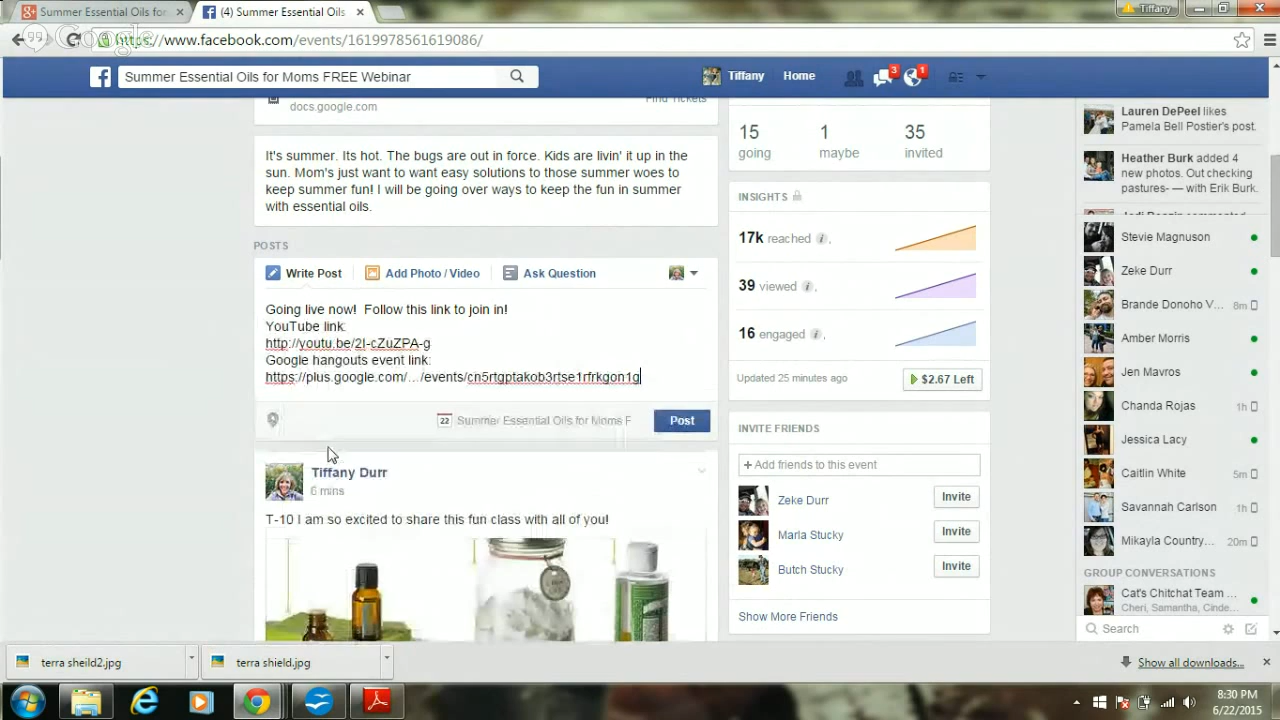 Summer Essential Oils for
(4) Summer Essential Oils
Tiffany
Google
https://www.facebook.com/events/1619978561619086/
Summer Essential Oils for Moms FREE Webinar
Tiffany
Home
3
1
docs.google.com
Find Tickets
It's summer. Its hot. The bugs are out in force. Kids are livin' it up in the
sun. Mom's just want to want easy solutions to those summer woes to
keep summer fun! I will be going over ways to keep the fun in summer
with essential oils.
POSTS
Write Post
Add Photo / Video
Ask Question
Going live now! Follow this link to join in!
YouTube link:
http://youtu.be/2I-cZuZPA-g
Google hangouts event link:
https://plus.google.com/…/events/cn5rtgptakob3rtse1rfrkgon1g
22
Summer Essential Oils for Moms F
Post
Tiffany Durr
6 mins
T-10 I am so excited to share this fun class with all of you!
15
1
35
going
maybe
invited
INSIGHTS
17k reached
39 viewed
16 engaged
Updated 25 minutes ago
$2.67 Left
INVITE FRIENDS
+ Add friends to this event
Zeke Durr
Invite
Marla Stucky
Invite
Butch Stucky
Invite
Show More Friends
Lauren DePeel likes
Pamela Bell Postier's post.
Heather Burk added 4
new photos. Out checking
pastures- — with Erik Burk.
Stevie Magnuson
Zeke Durr
Brande Donoho V... 8m
Amber Morris
Jen Mavros
Chanda Rojas 1h
Jessica Lacy
Caitlin White 5m
Savannah Carlson 1h
Mikayla Country... 20m
GROUP CONVERSATIONS
Cat's Chitchat Team ...
Cheri, Samantha, Cinde...
Search
terra sheild2.jpg
terra shield.jpg
Show all downloads...
8:30 PM
6/22/2015